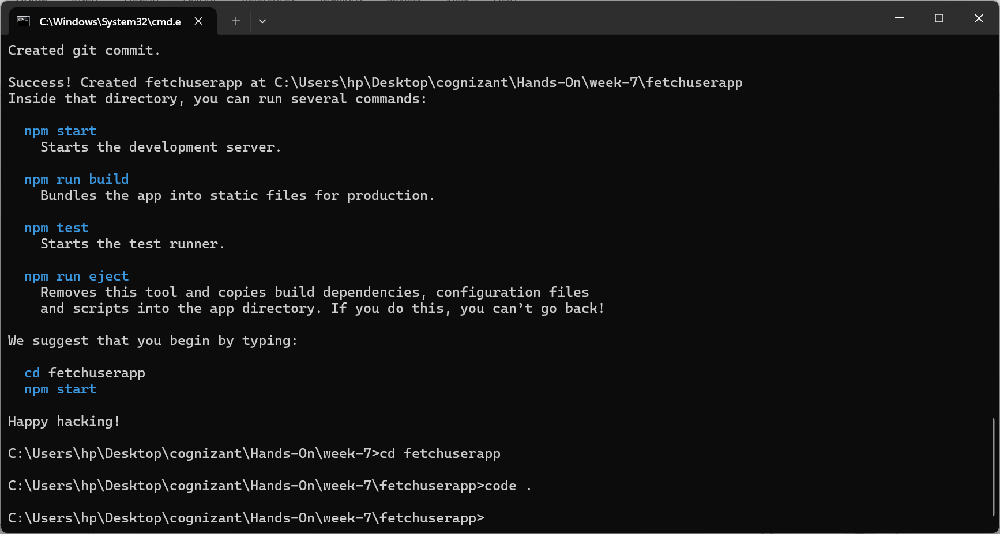 C:\Windows\System32\cmd.e
Created git commit.
Success! Created fetchuserapp at C:\Users\hp\Desktop\cognizant\Hands-On\week-7\fetchuserapp
Inside that directory, you can run several commands:
npm start
Starts the development server.
npm run build
Bundles the app into static files for production.
npm test
Starts the test runner.
npm run eject
Removes this tool and copies build dependencies, configuration files
and scripts into the app directory. If you do this, you can’t go back!
We suggest that you begin by typing:
cd fetchuserapp
npm start
Happy hacking!
C:\Users\hp\Desktop\cognizant\Hands-On\week-7>cd fetchuserapp
C:\Users\hp\Desktop\cognizant\Hands-On\week-7\fetchuserapp>code .
C:\Users\hp\Desktop\cognizant\Hands-On\week-7\fetchuserapp>